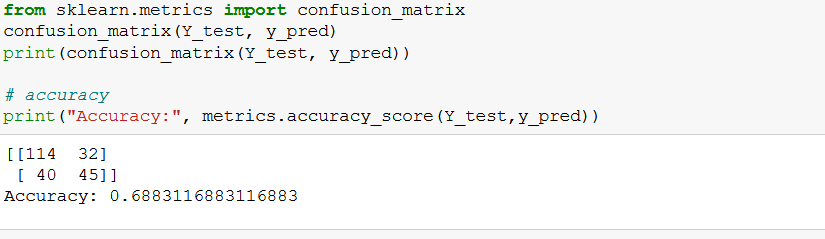 from sklearn.metrics import confusion_matrix
confusion_matrix(Y_test, y_pred)
print(confusion_matrix(Y_test, y_pred))
# accuracy
print("Accuracy:", metrics.accuracy_score(Y_test,y_pred))
[[114  32]
 [ 40  45]]
Accuracy: 0.6883116883116883